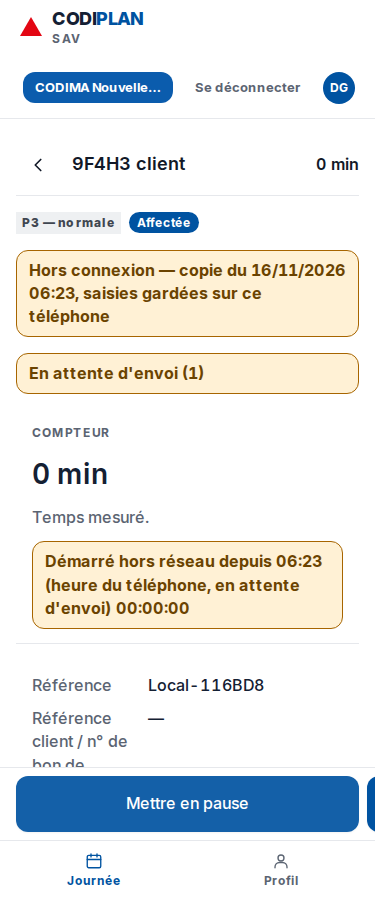 CODIPLAN
SAV
CODIMA Nouvelle... Se déconnecter DG
9F4H3 client 0 min
P3 — normale Affectée
Hors connexion — copie du 16/11/2026
06:23, saisies gardées sur ce
téléphone
En attente d'envoi (1)
COMPTEUR
0 min
Temps mesuré.
Démarré hors réseau depuis 06:23
(heure du téléphone, en attente
d'envoi) 00:00:00
Référence Local-116BD8
Référence —
client / n° de
bon de
Mettre en pause
Journée Profil